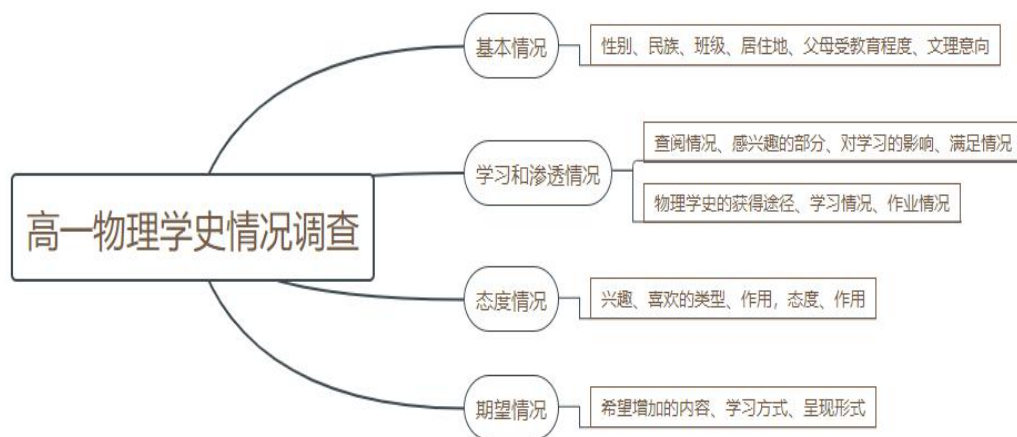 高一物理学史情况调查
基本情况
性别、民族、班级、居住地、父母受教育程度、文理意向
学习和渗透情况
查阅情况、感兴趣的部分、对学习的影响、满足情况
物理学史的获得途径、学习情况、作业情况
态度情况
兴趣、喜欢的类型、作用，态度、作用
期望情况
希望增加的内容、学习方式、呈现形式